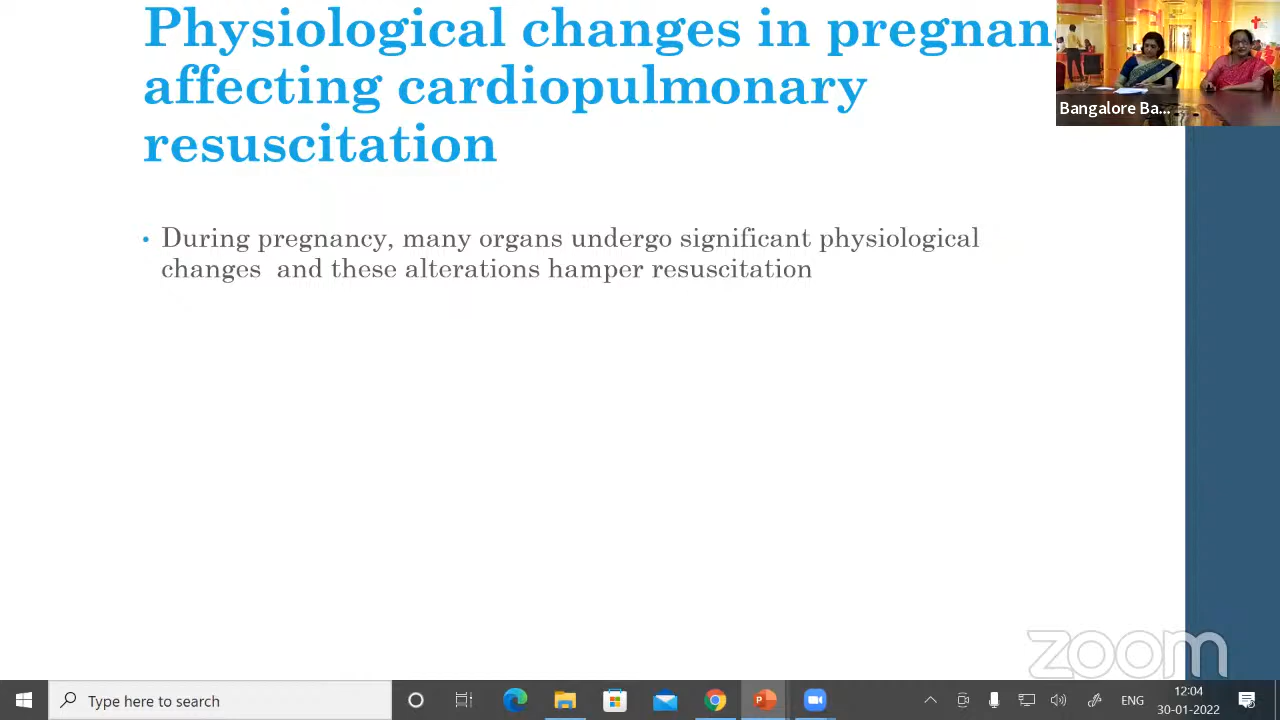 Physiological changes in pregnan
affecting cardiopulmonary
resuscitation
Bangalore Ba...
• During pregnancy, many organs undergo significant physiological
changes and these alterations hamper resuscitation
zoom
Type here to search
ENG
12:04
30-01-2022